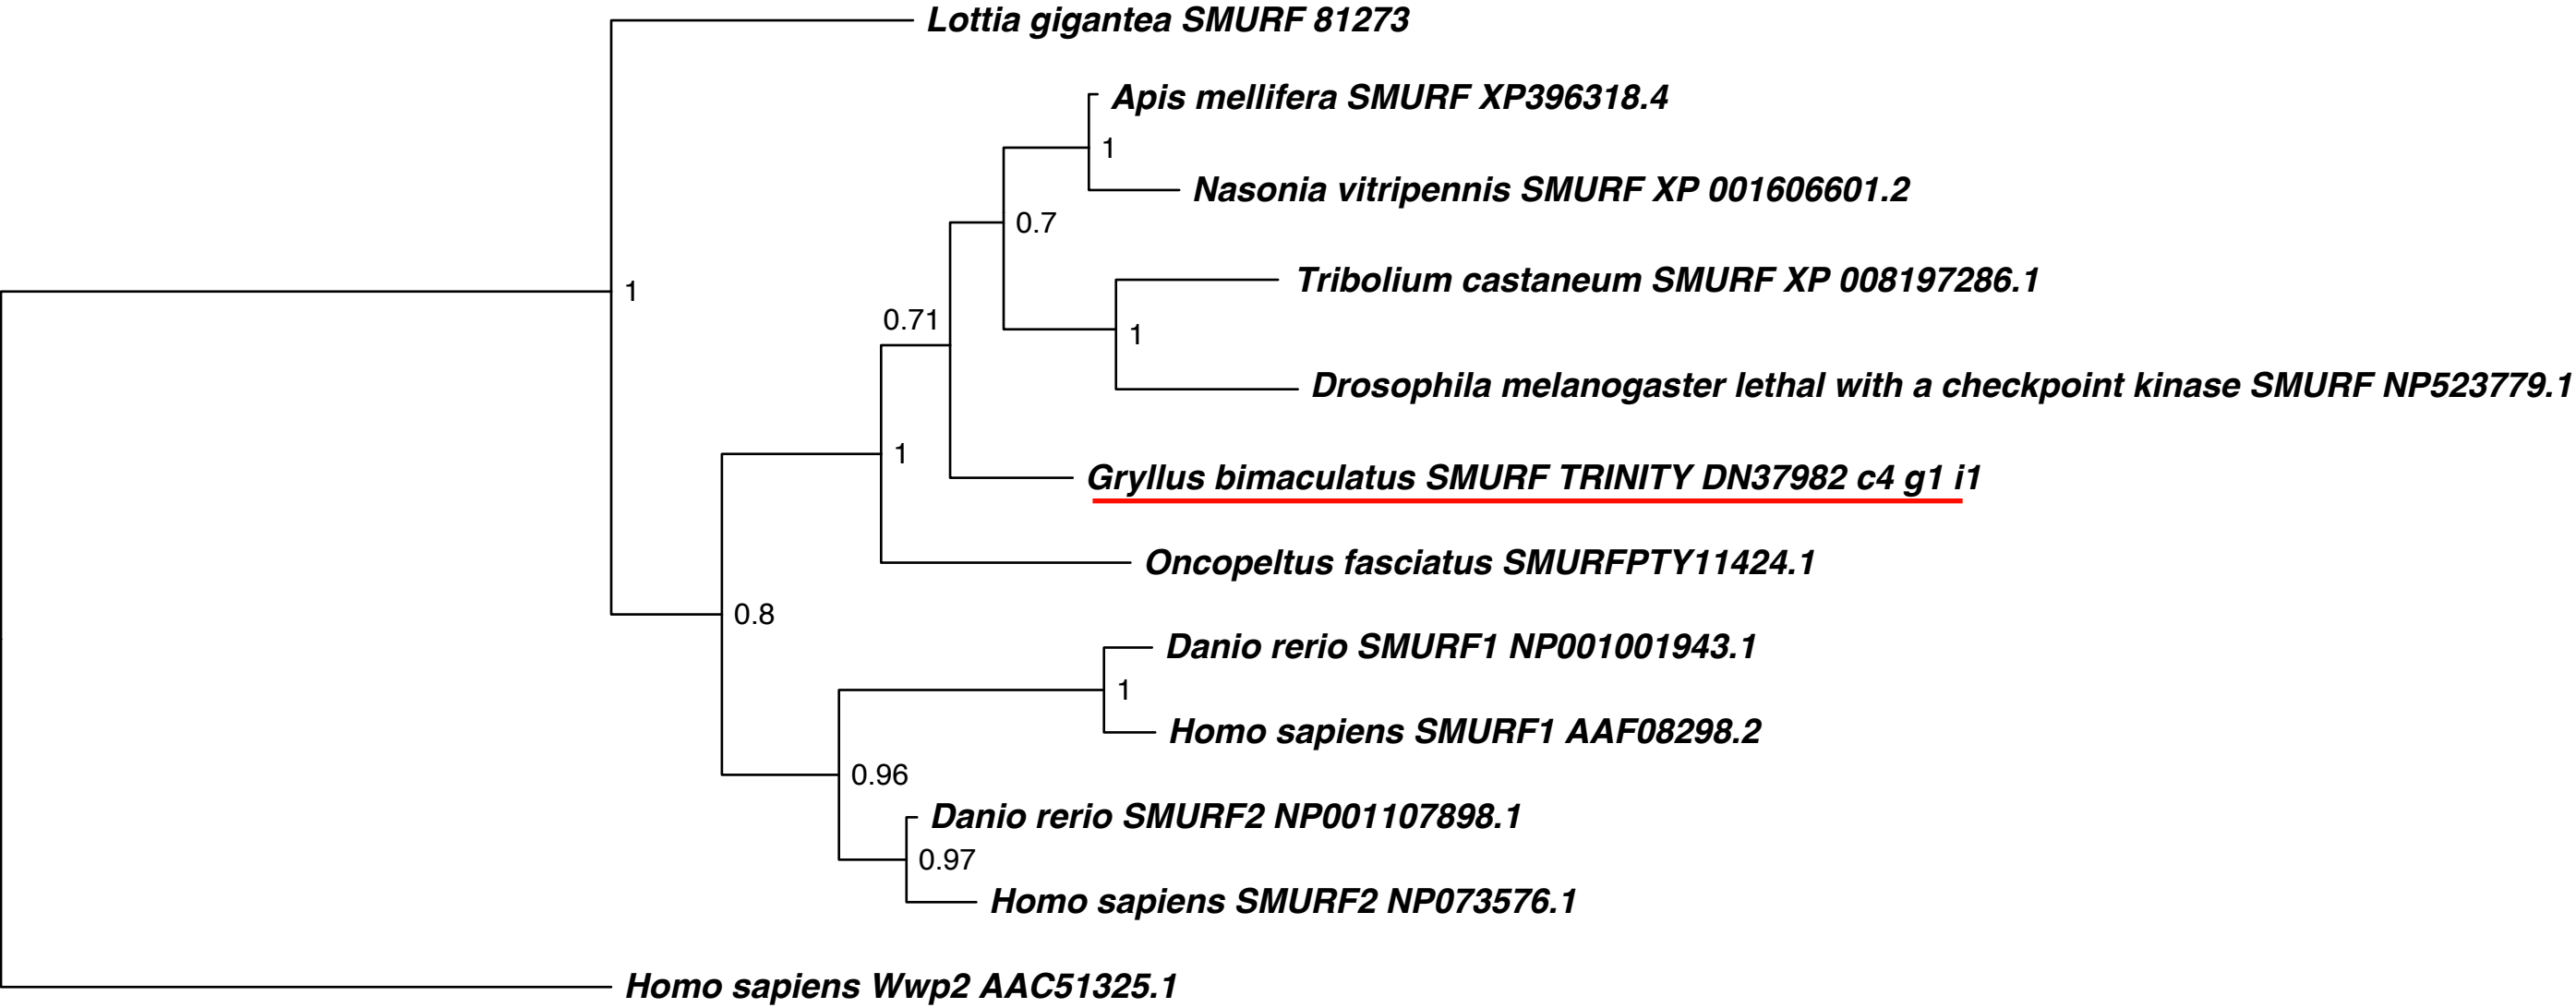 Lottia gigantea SMURF 81273
Apis mellifera SMURF XP396318.4
1
Nasonia vitripennis SMURF XP 001606601.2
0.7
Tribolium castaneum SMURF XP 008197286.1
1
0.71
1
Drosophila melanogaster lethal with a checkpoint kinase SMURF NP523779.1
1
Gryllus bimaculatus SMURF TRINITY DN37982 c4 g1 i1
Oncopeltus fasciatus SMURFPTY11424.1
0.8
Danio rerio SMURF1 NP001001943.1
1
Homo sapiens SMURF1 AAF08298.2
0.96
Danio rerio SMURF2 NP001107898.1
0.97
Homo sapiens SMURF2 NP073576.1
Homo sapiens Wwp2 AAC51325.1